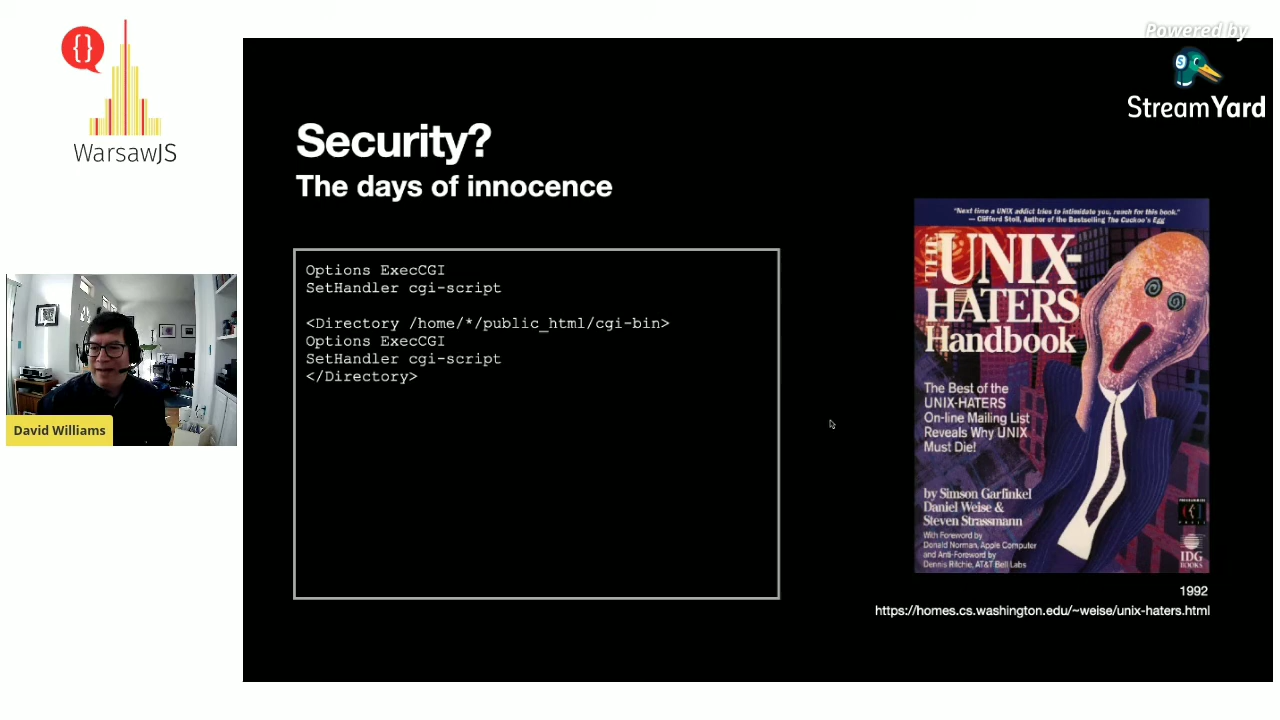 {}
WarsawJS
Powered by
S
StreamYard
Security?
The days of innocence
Options ExecCGI
SetHandler cgi-script
<Directory /home/*/public_html/cgi-bin>
Options ExecCGI
SetHandler cgi-script
</Directory>
David Williams
"Next time a UNIX addict tries to intimidate you, reach for this book."
— Clifford Stoll, Author of the Bestselling The Cuckoo's Egg
THE
UNIX-
HATERS
Handbook
The Best of the
UNIX-HATERS
On-line Mailing List
Reveals Why UNIX
Must Die!
by Simson Garfinkel
Daniel Weise &
Steven Strassmann
With Foreword by
Donald Norman, Apple Computer
and Anti-Foreword by
Dennis Ritchie, AT&T Bell Labs
IDG
BOOKS
1992
https://homes.cs.washington.edu/~weise/unix-haters.html